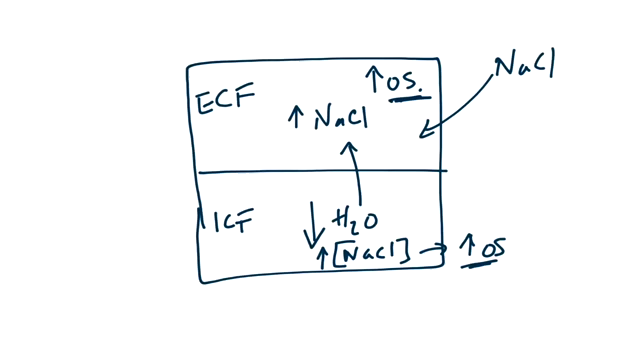 NaCl
↑ OS.
ECF
↑ NaCl
ICF
↓ H₂O
↑ [NaCl] → ↑ OS